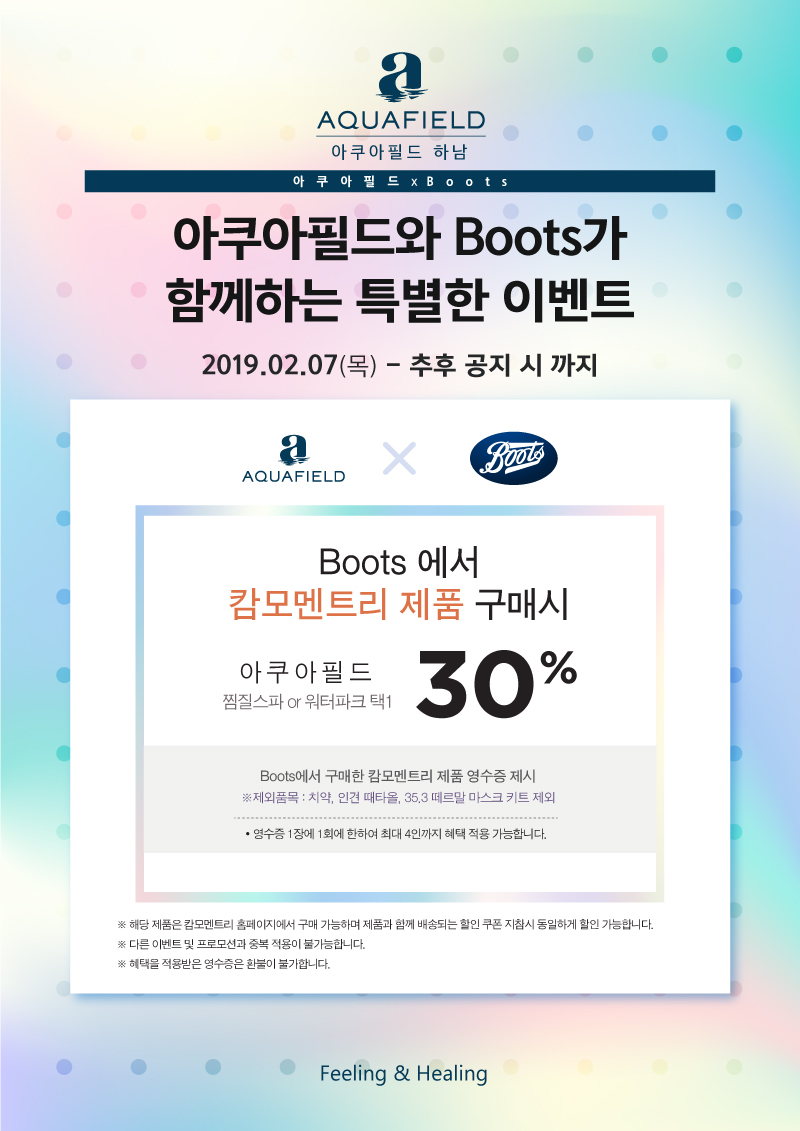 a
AQUAFIELD
아쿠아필드 하남
아쿠아필드xBoots
아쿠아필드와 Boots가
함께하는 특별한 이벤트
2019.02.07(목) – 추후 공지 시 까지
a
AQUAFIELD
×
Boots
Boots 에서
캄모멘트리 제품 구매시
아쿠아필드
찜질스파 or 워터파크 택1
30%
Boots에서 구매한 캄모멘트리 제품 영수증 제시
※제외품목 : 치약, 인견 때타올, 35.3 떼르말 마스크 키트 제외
• 영수증 1장에 1회에 한하여 최대 4인까지 혜택 적용 가능합니다.
※ 해당 제품은 캄모멘트리 홈페이지에서 구매 가능하며 제품과 함께 배송되는 할인 쿠폰 지참시 동일하게 할인 가능합니다.
※ 다른 이벤트 및 프로모션과 중복 적용이 불가능합니다.
※ 혜택을 적용받은 영수증은 환불이 불가합니다.
Feeling & Healing